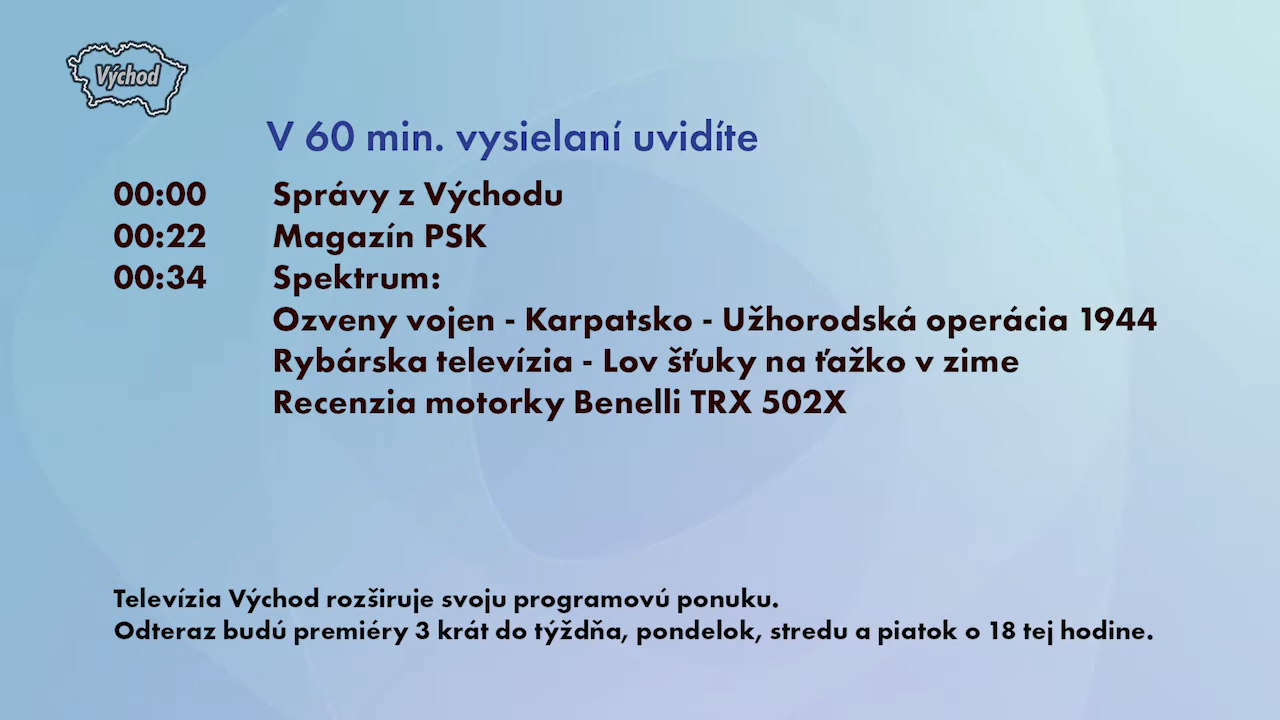 Východ
V 60 min. vysielaní uvidíte
00:00 Správy z Východu
00:22 Magazín PSK
00:34 Spektrum:
Ozveny vojen - Karpatsko - Užhorodská operácia 1944
Rybárska televízia - Lov šťuky na ťažko v zime
Recenzia motorky Benelli TRX 502X
Televízia Východ rozširuje svoju programovú ponuku.
Odteraz budú premiéry 3 krát do týždňa, pondelok, stredu a piatok o 18 tej hodine.